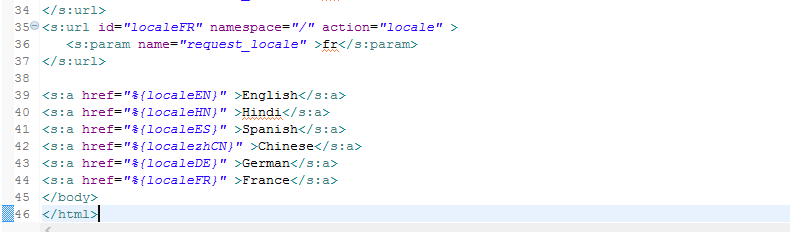 34 </s:url>
35 <s:url id="localeFR" namespace="/" action="locale" >
36 <s:param name="request_locale" >fr</s:param>
37 </s:url>
38
39 <s:a href="%{localeEN}" >English</s:a>
40 <s:a href="%{localeHN}" >Hindi</s:a>
41 <s:a href="%{localeES}" >Spanish</s:a>
42 <s:a href="%{localezhCN}" >Chinese</s:a>
43 <s:a href="%{localeDE}" >German</s:a>
44 <s:a href="%{localeFR}" >France</s:a>
45 </body>
46 </html>